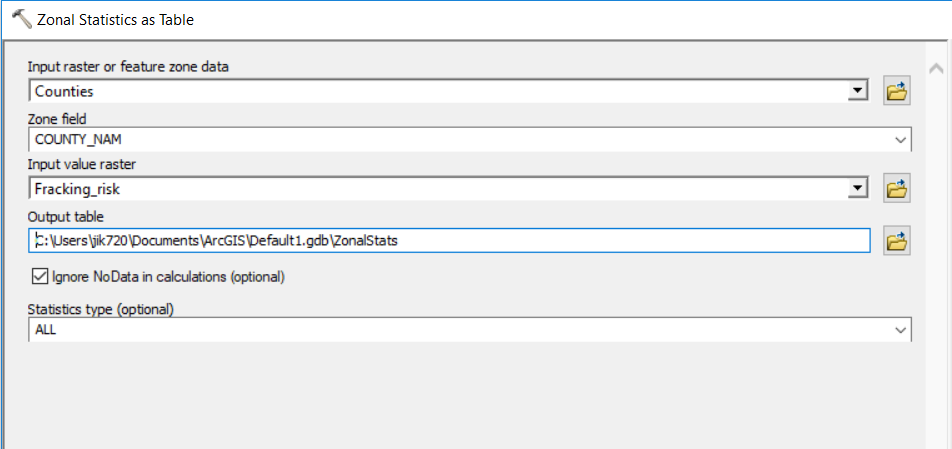 Zonal Statistics as Table
Input raster or feature zone data
Counties
Zone field
COUNTY_NAM
Input value raster
Fracking_risk
Output table
C:\Users\jik720\Documents\ArcGIS\Default1.gdb\ZonalStats
Ignore NoData in calculations (optional)
Statistics type (optional)
ALL